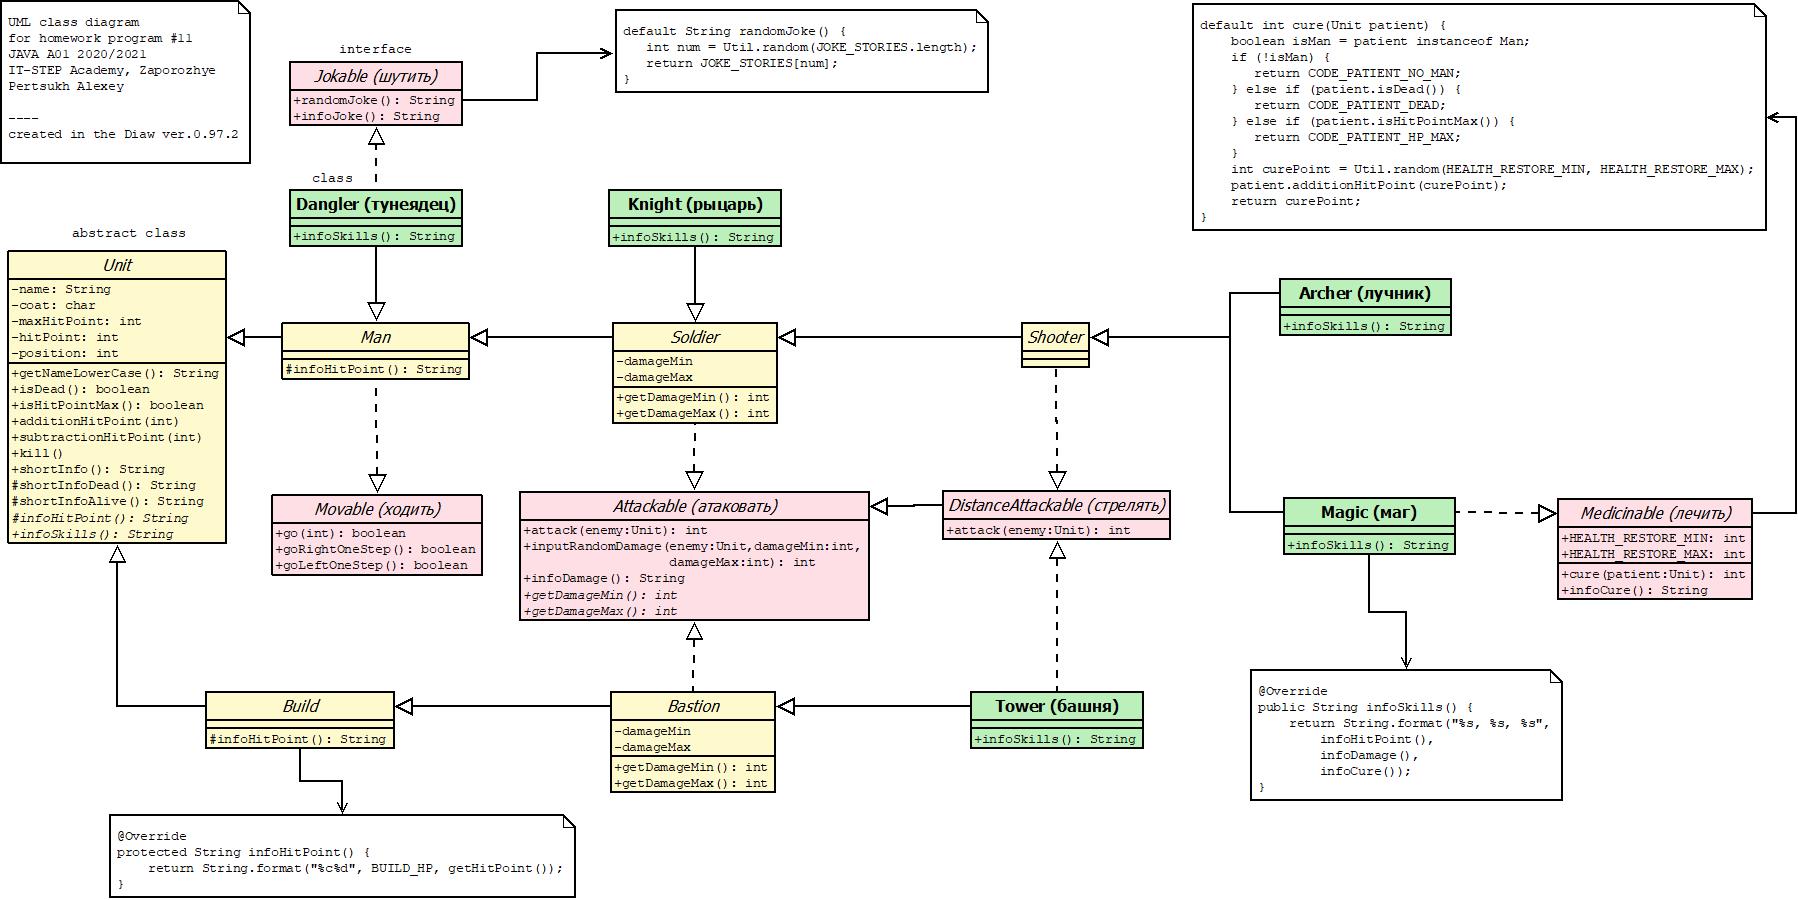 UML class diagram
for homework program #11
JAVA A01 2020/2021
IT-STEP Academy, Zaporozhye
Pertsukh Alexey
----
created in the Diaw ver.0.97.2
interface
Jokable (шутить)
+randomJoke(): String
+infoJoke(): String
default String randomJoke() {
int num = Util.random(JOKE_STORIES.length);
return JOKE_STORIES[num];
}
default int cure(Unit patient) {
boolean isMan = patient instanceof Man;
if (!isMan) {
return CODE_PATIENT_NO_MAN;
} else if (patient.isDead()) {
return CODE_PATIENT_DEAD;
} else if (patient.isHitPointMax()) {
return CODE_PATIENT_HP_MAX;
}
int curePoint = Util.random(HEALTH_RESTORE_MIN, HEALTH_RESTORE_MAX);
patient.additionHitPoint(curePoint);
return curePoint;
}
class
Dangler (тунеядец)
+infoSkills(): String
Knight (рыцарь)
+infoSkills(): String
abstract class
Unit
-name: String
-coat: char
-maxHitPoint: int
-hitPoint: int
-position: int
+getNameLowerCase(): String
+isDead(): boolean
+isHitPointMax(): boolean
+additionHitPoint(int)
+subtractionHitPoint(int)
+kill()
+shortInfo(): String
#shortInfoDead(): String
#shortInfoAlive(): String
#infoHitPoint(): String
+infoSkills(): String
Man
#infoHitPoint(): String
Soldier
-damageMin
-damageMax
+getDamageMin(): int
+getDamageMax(): int
Shooter
Archer (лучник)
+infoSkills(): String
Movable (ходить)
+go(int): boolean
+goRightOneStep(): boolean
+goLeftOneStep(): boolean
Attackable (атаковать)
+attack(enemy:Unit): int
+inputRandomDamage(enemy:Unit,damageMin:int,
damageMax:int): int
+infoDamage(): String
+getDamageMin(): int
+getDamageMax(): int
DistanceAttackable (стрелять)
+attack(enemy:Unit): int
Magic (маг)
+infoSkills(): String
Medicinable (лечить)
+HEALTH_RESTORE_MIN: int
+HEALTH_RESTORE_MAX: int
+cure(patient:Unit): int
+infoCure(): String
Build
#infoHitPoint(): String
Bastion
-damageMin
-damageMax
+getDamageMin(): int
+getDamageMax(): int
Tower (башня)
+infoSkills(): String
@Override
public String infoSkills() {
return String.format("%s, %s, %s",
infoHitPoint(),
infoDamage(),
infoCure());
}
@Override
protected String infoHitPoint() {
return String.format("%c%d", BUILD_HP, getHitPoint());
}